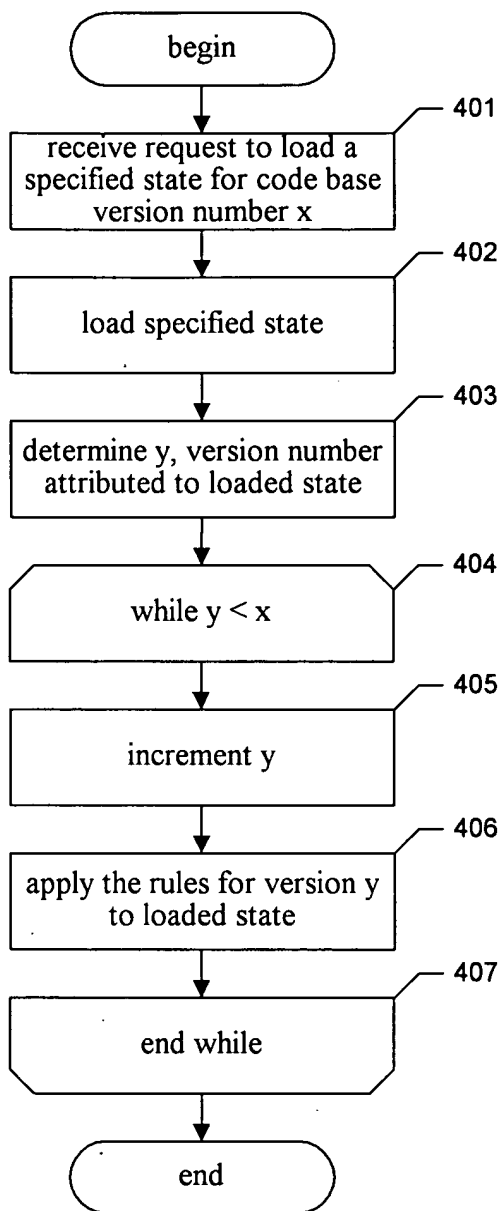 begin
401
receive request to load a
specified state for code base
version number x
402
load specified state
403
determine y, version number
attributed to loaded state
404
while y < x
405
increment y
406
apply the rules for version y
to loaded state
407
end while
end